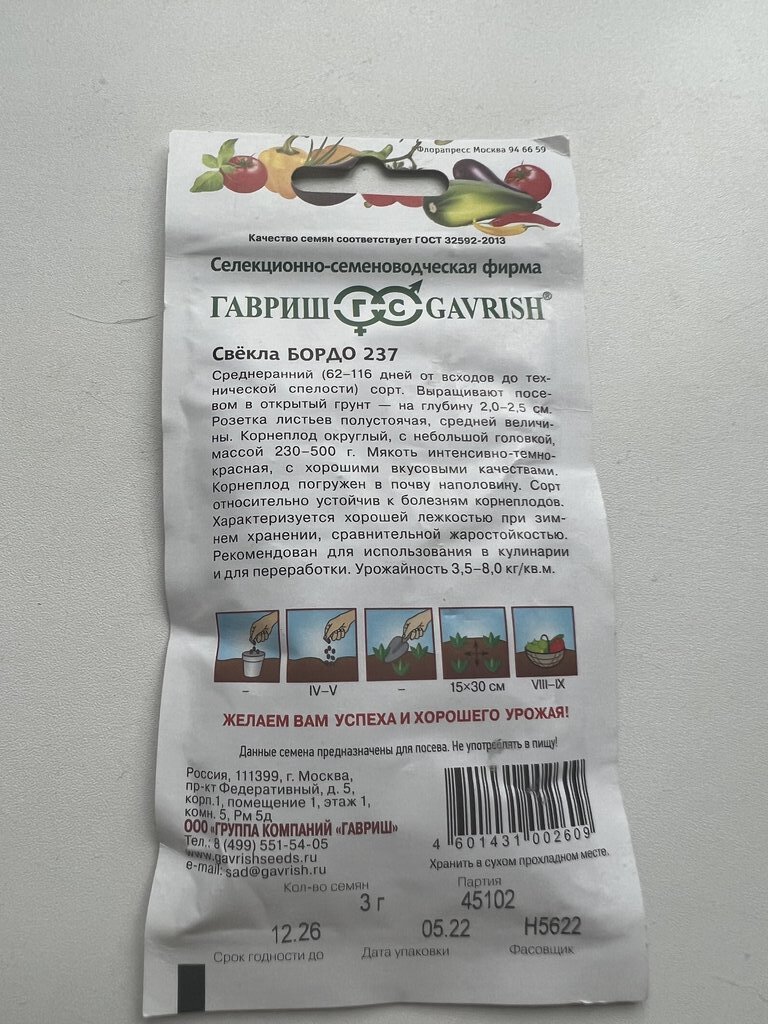 Флорапресс Москва 94 66 59
Качество семян соответствует ГОСТ 32592-2013
Селекционно-семеноводческая фирма
ГАВРИШ ГС GAVRISH®
Свёкла БОРДО 237
Среднеранний (62–116 дней от всходов до тех-
нической спелости) сорт. Выращивают посе-
вом в открытый грунт — на глубину 2,0–2,5 см.
Розетка листьев полустоячая, средней величи-
ны. Корнеплод округлый, с небольшой головкой,
массой 230–500 г. Мякоть интенсивно-темно-
красная, с хорошими вкусовыми качествами.
Корнеплод погружен в почву наполовину. Сорт
относительно устойчив к болезням корнеплодов.
Характеризуется хорошей лежкостью при зим-
нем хранении, сравнительной жаростойкостью.
Рекомендован для использования в кулинарии
и для переработки. Урожайность 3,5–8,0 кг/кв.м.
– IV–V – 15×30 см VIII–IX
ЖЕЛАЕМ ВАМ УСПЕХА И ХОРОШЕГО УРОЖАЯ!
Данные семена предназначены для посева. Не употреблять в пищу!
Россия, 111399, г. Москва,
пр-кт Федеративный, д. 5,
корп.1, помещение 1, этаж 1,
комн. 5, Рм 5д
ООО «ГРУППА КОМПАНИЙ «ГАВРИШ»
Тел.: 8 (499) 551-54-05
www.gavrishseeds.ru
e-mail: sad@gavrish.ru
4 601431 002609
Хранить в сухом прохладном месте.
Кол-во семян Партия
3 г 45102
12.26 05.22 Н5622
Срок годности до Дата упаковки Фасовщик